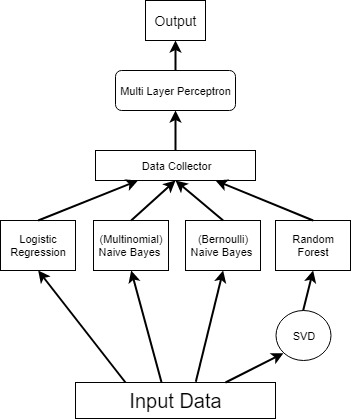 Output
Multi Layer Perceptron
Data Collector
Logistic
Regression
(Multinomial)
Naive Bayes
(Bernoulli)
Naive Bayes
Random
Forest
SVD
Input Data